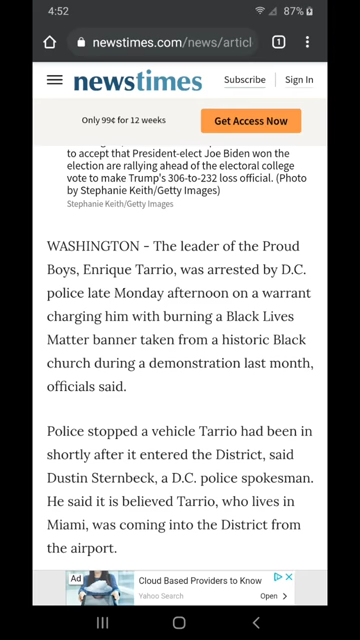 4:52
87%
newstimes.com/news/articl
1
newstimes
Subscribe
Sign In
Only 99¢ for 12 weeks
Get Access Now
to accept that President-elect Joe Biden won the
election are rallying ahead of the electoral college
vote to make Trump's 306-to-232 loss official. (Photo
by Stephanie Keith/Getty Images)
Stephanie Keith/Getty Images
WASHINGTON - The leader of the Proud
Boys, Enrique Tarrio, was arrested by D.C.
police late Monday afternoon on a warrant
charging him with burning a Black Lives
Matter banner taken from a historic Black
church during a demonstration last month,
officials said.
Police stopped a vehicle Tarrio had been in
shortly after it entered the District, said
Dustin Sternbeck, a D.C. police spokesman.
He said it is believed Tarrio, who lives in
Miami, was coming into the District from
the airport.
Ad
Cloud Based Providers to Know
Yahoo Search
Open